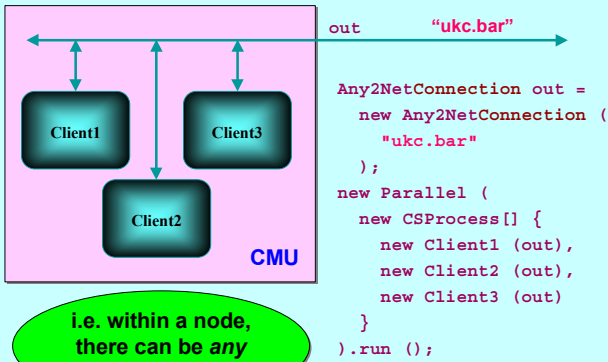 out “ukc.bar”
Client1
Client3
Client2
CMU
Any2NetConnection out =
new Any2NetConnection (
"ukc.bar"
);
new Parallel (
new CSProcess[] {
new Client1 (out),
new Client2 (out),
new Client3 (out)
}
).run ();
i.e. within a node,
there can be any